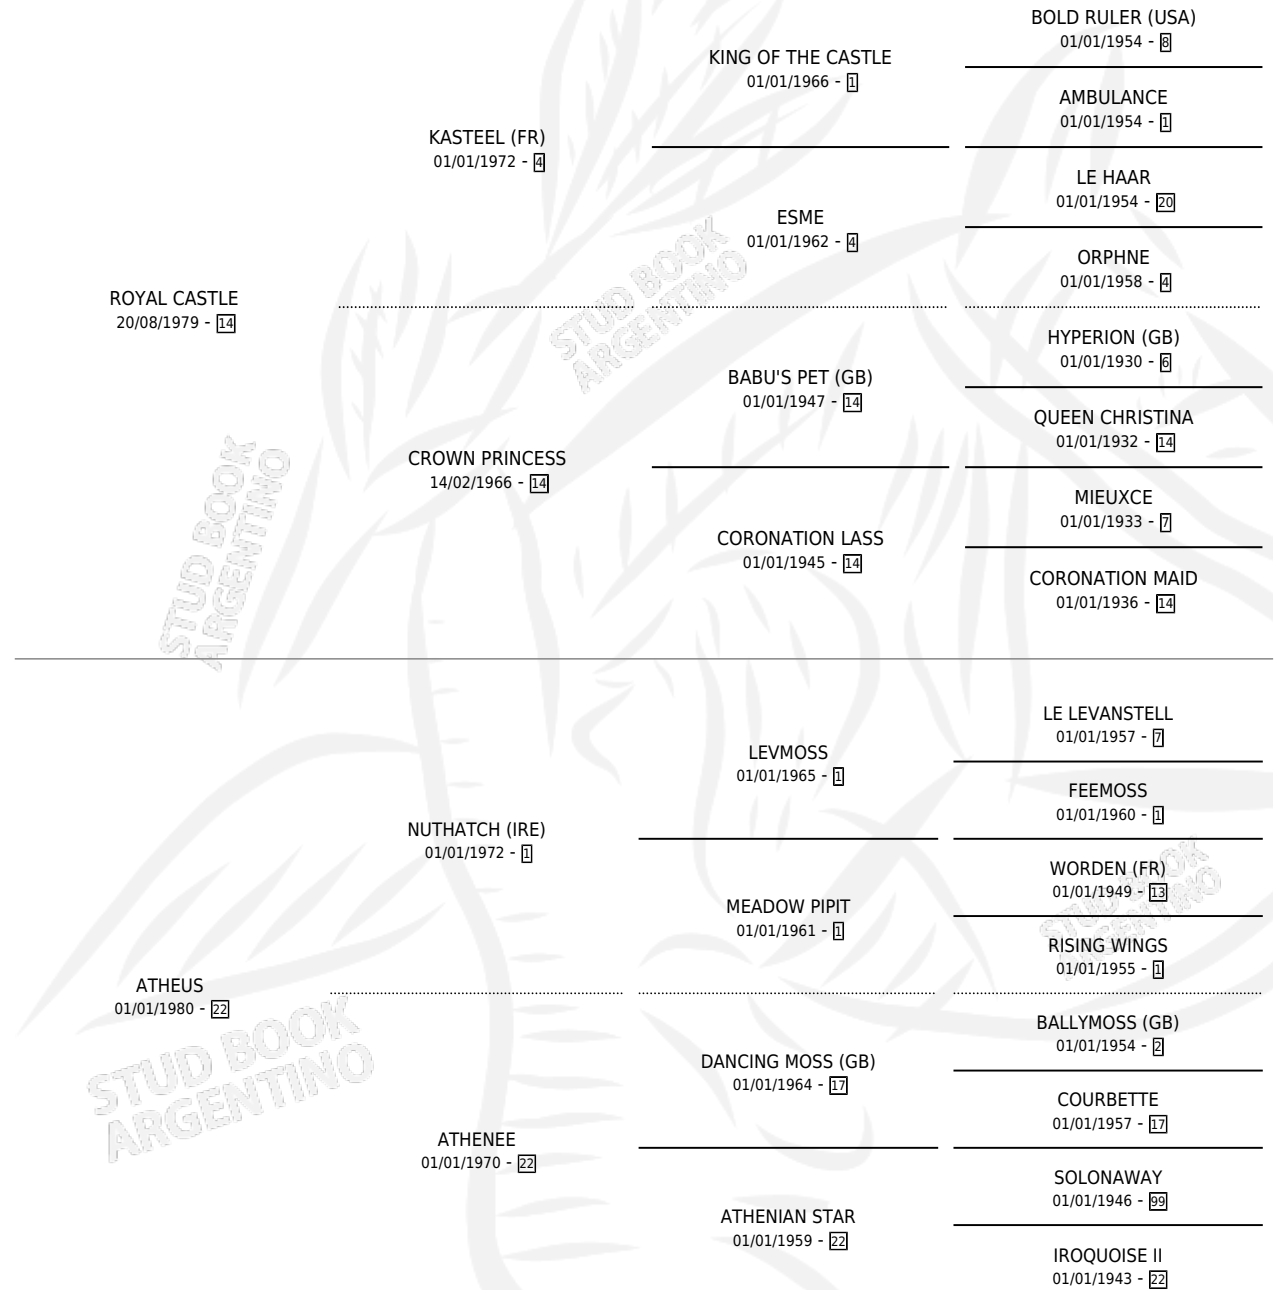 BOLD RULER (USA)
01/01/1954 - 8
KING OF THE CASTLE
01/01/1966 - 1
AMBULANCE
01/01/1954 - 1
KASTEEL (FR)
01/01/1972 - 4
LE HAAR
01/01/1954 - 20
ESME
01/01/1962 - 4
ORPHNE
01/01/1958 - 4
ROYAL CASTLE
20/08/1979 - 14
STUD BOOK
ARGENTINO
HYPERION (GB)
01/01/1930 - 6
BABU'S PET (GB)
01/01/1947 - 14
QUEEN CHRISTINA
01/01/1932 - 14
CROWN PRINCESS
14/02/1966 - 14
MIEUXCE
01/01/1933 - 7
CORONATION LASS
01/01/1945 - 14
CORONATION MAID
01/01/1936 - 14
STUD BOOK
ARGENTINO
LE LEVANSTELL
01/01/1957 - 7
LEVMOSS
01/01/1965 - 1
FEEMOSS
01/01/1960 - 1
NUTHATCH (IRE)
01/01/1972 - 1
WORDEN (FR)
01/01/1949 - 13
MEADOW PIPIT
01/01/1961 - 1
STUD BOOK
ARGENTINO
RISING WINGS
01/01/1955 - 1
ATHEUS
01/01/1980 - 22
BALLYMOSS (GB)
01/01/1954 - 2
DANCING MOSS (GB)
01/01/1964 - 17
STUD BOOK
ARGENTINO
COURBETTE
01/01/1957 - 17
ATHENEE
01/01/1970 - 22
SOLONAWAY
01/01/1946 - 99
ATHENIAN STAR
01/01/1959 - 22
IROQUOISE II
01/01/1943 - 22